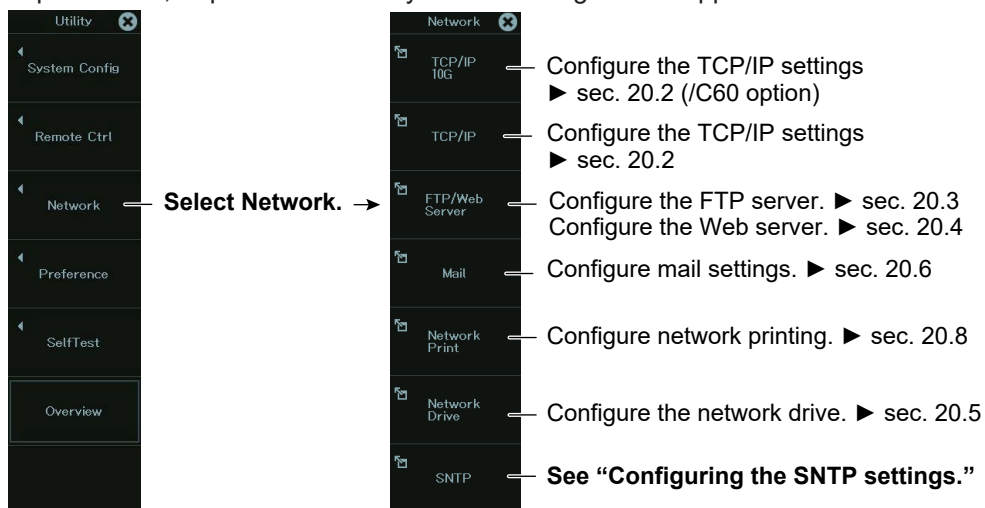 Utility
System Config
Remote Ctrl
Network
Preference
SelfTest
Overview
Select Network.
Network
TCP/IP
10G
Configure the TCP/IP settings
► sec. 20.2 (/C60 option)
TCP/IP
Configure the TCP/IP settings
► sec. 20.2
FTP/Web
Server
Configure the FTP server. ► sec. 20.3
Configure the Web server. ► sec. 20.4
Mail
Configure mail settings. ► sec. 20.6
Network
Print
Configure network printing. ► sec. 20.8
Network
Drive
Configure the network drive. ► sec. 20.5
SNTP
See “Configuring the SNTP settings.”